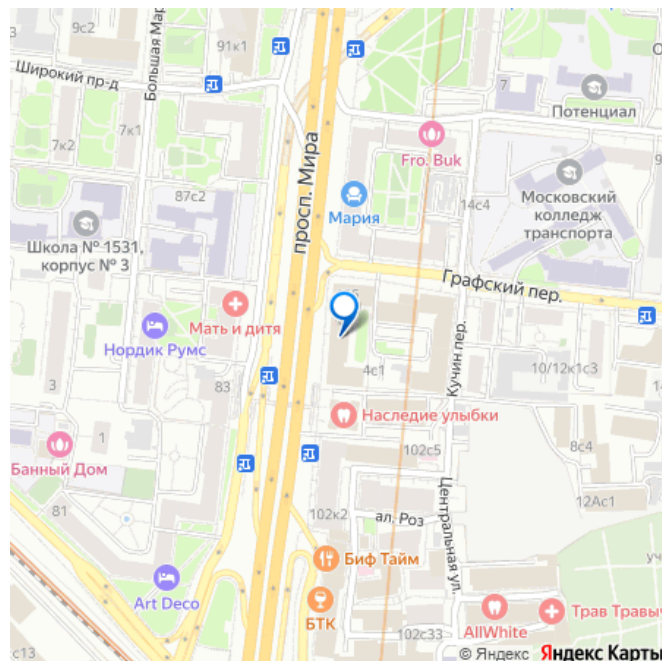 9с2
Большая Мар
91к1
Широкий пр-д
7к2
7к1
просп. Мира
7
Потенциал
Fro. Buk
Московский
колледж
транспорта
87с2
Мария
14с4
Школа № 1531,
корпус № 3
Графский пер.
Мать и дитя
Нордик Румс
Кучин пер.
4с1
10/12к1с3
3
83
14
Наследие улыбки
1
Банный Дом
102с5
8с4
12Ас1
81
Центральная ул.
102к2
ал. Роз
уч
Биф Тайм
Art Deco
БТК
AllWhite
Трав Травыч
с13
102с33
© Яндекс Яндекс Карты